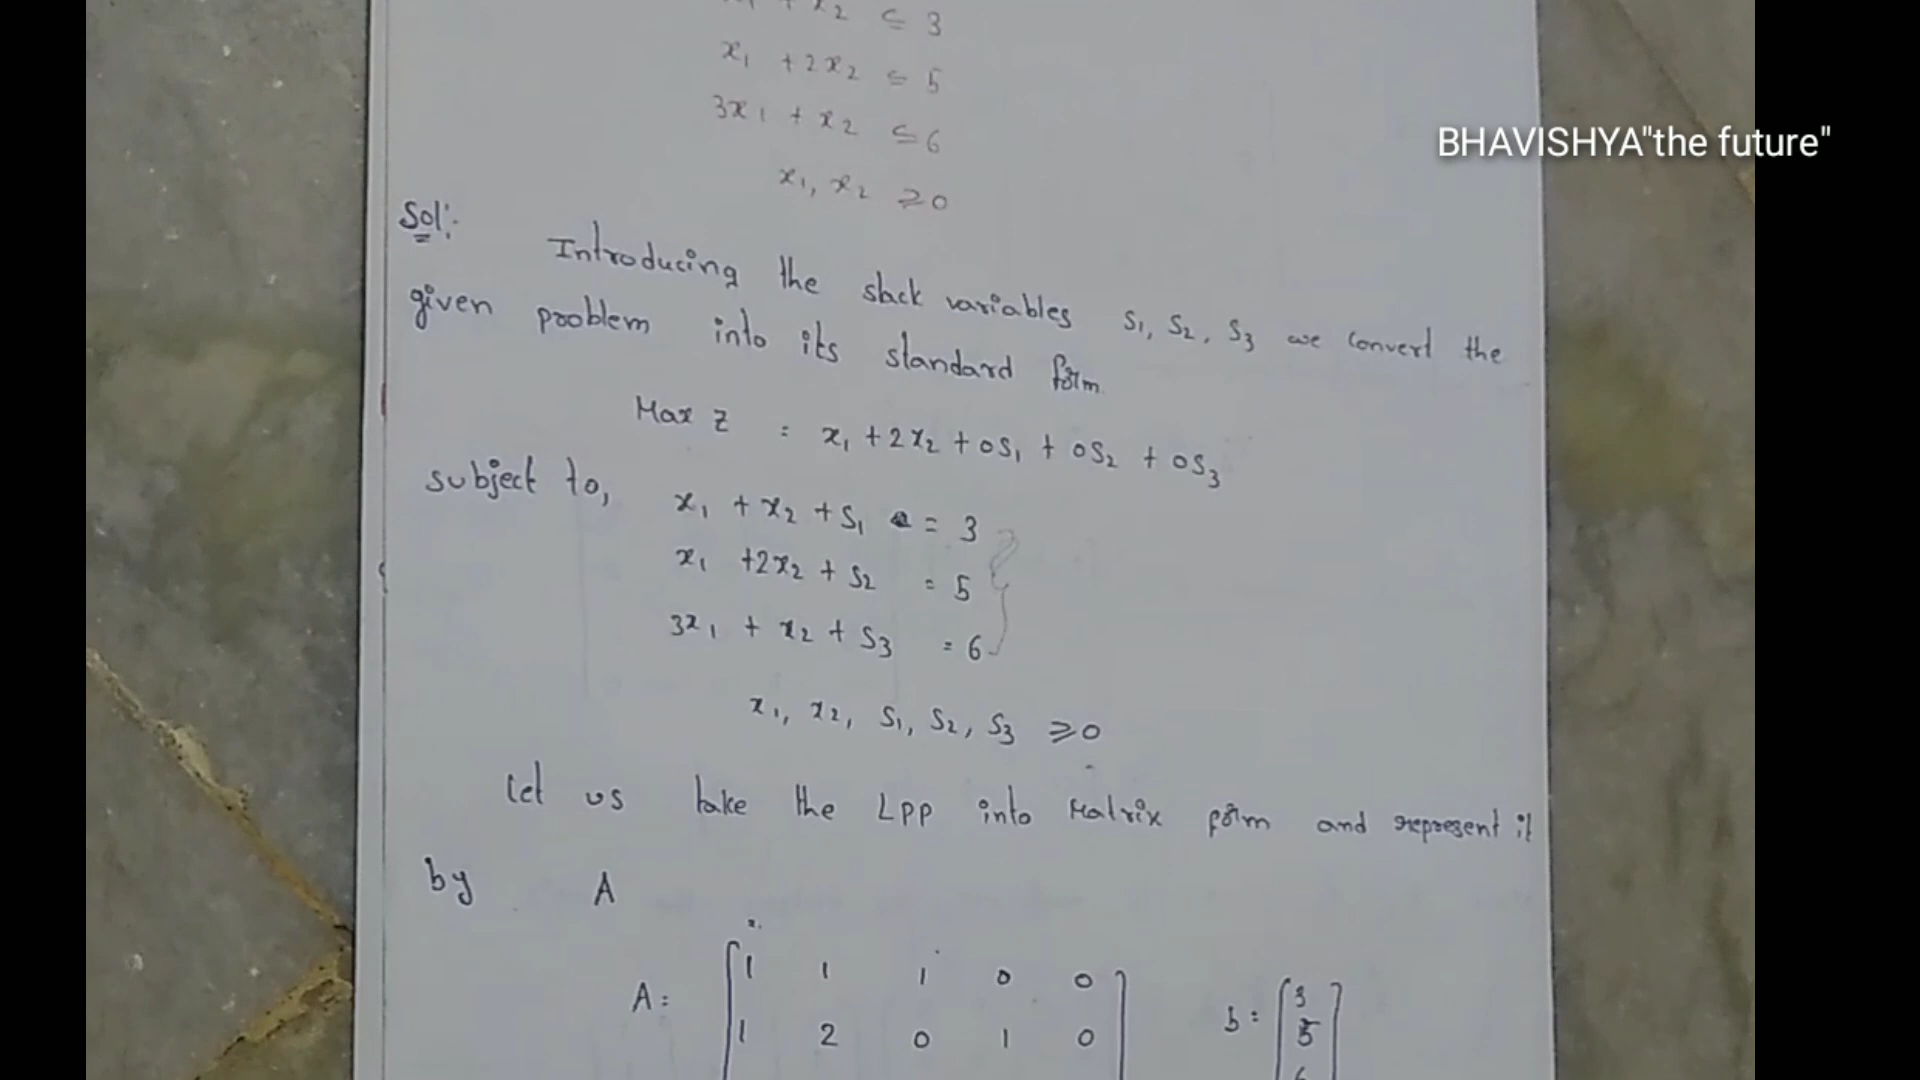 x₂ ≤ 3
x₁ + 2x₂ ≤ 5
3x₁ + x₂ ≤ 6
x₁, x₂ ≥ 0
BHAVISHYA"the future"
Sol:-
Introducing the slack variables S₁, S₂, S₃ we convert the
given problem into its standard form
Max Z = x₁ + 2x₂ + 0S₁ + 0S₂ + 0S₃
subject to,
x₁ + x₂ + S₁ = 3
x₁ + 2x₂ + S₂ = 5
3x₁ + x₂ + S₃ = 6
x₁, x₂, S₁, S₂, S₃ ≥ 0
Let us take the LPP into Matrix form and represent it
by A
A = [1 1 1 0 0 b = [3
1 2 0 1 0 5
6